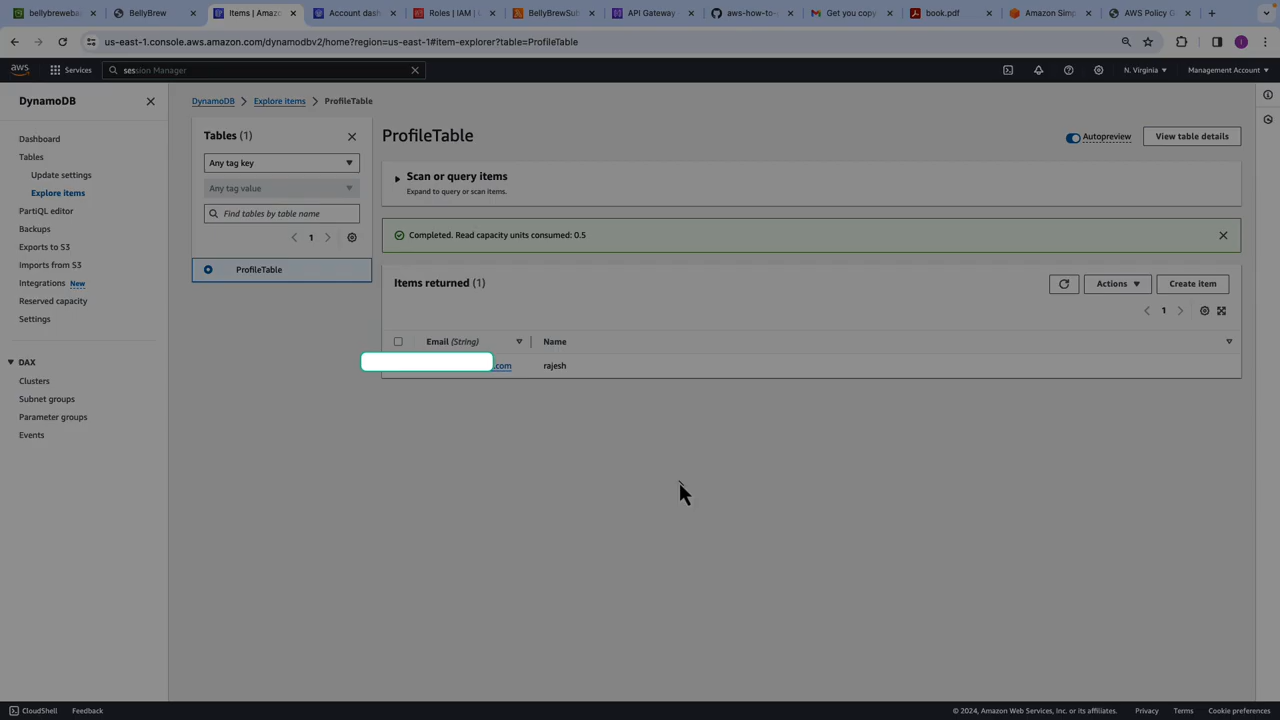 bellybreweba
BellyBrew
Items | Amaz
Account dash
Roles | IAM | 
BellyBrewSub
API Gateway
aws-how-to-
Get you copy
book.pdf
Amazon Simp
AWS Policy G
us-east-1.console.aws.amazon.com/dynamodbv2/home?region=us-east-1#item-explorer?table=ProfileTable
aws
Services
session Manager
N. Virginia
Management Account
DynamoDB
Dashboard
Tables
Update settings
Explore items
PartiQL editor
Backups
Exports to S3
Imports from S3
Integrations New
Reserved capacity
Settings
DAX
Clusters
Subnet groups
Parameter groups
Events
DynamoDB
Explore items
ProfileTable
Tables (1)
Any tag key
Any tag value
Find tables by table name
1
ProfileTable
ProfileTable
Autopreview
View table details
Scan or query items
Expand to query or scan items.
Completed. Read capacity units consumed: 0.5
Items returned (1)
Actions
Create item
1
Email (String)
Name
.com
rajesh
CloudShell
Feedback
© 2024, Amazon Web Services, Inc. or its affiliates.
Privacy
Terms
Cookie preferences